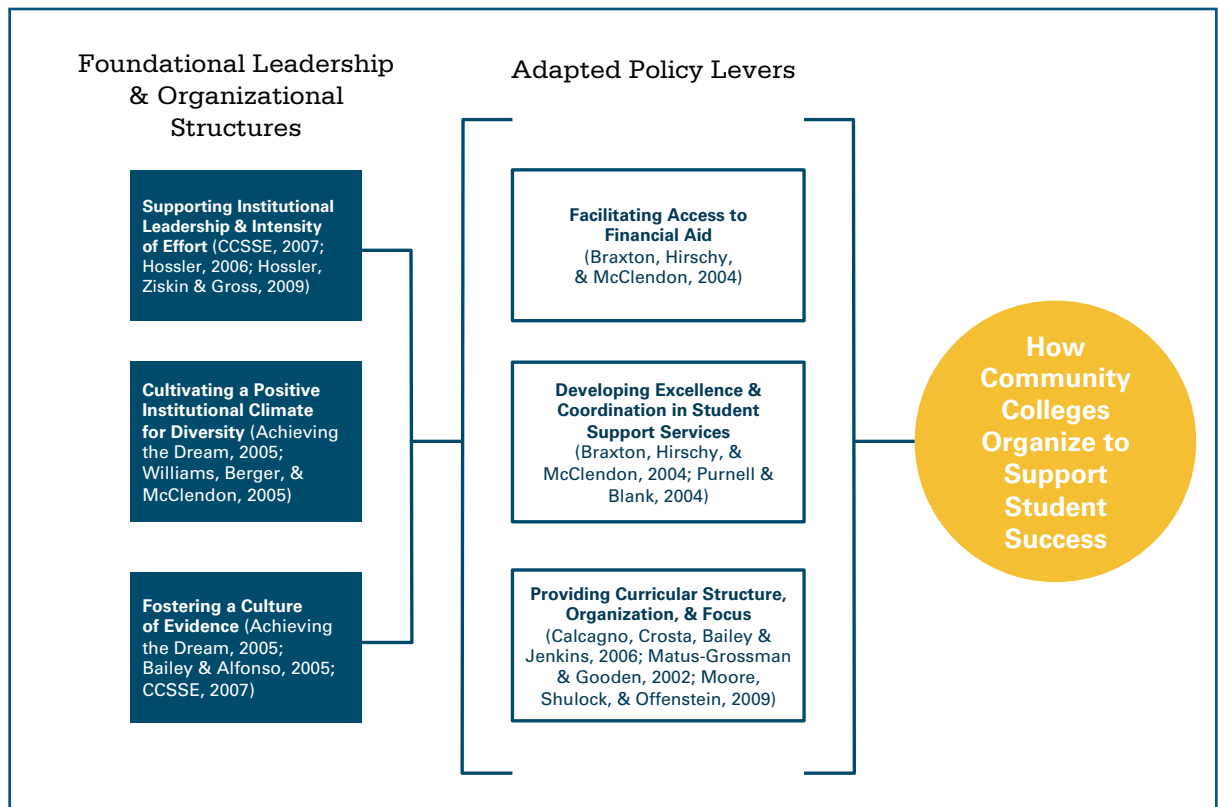 Foundational Leadership
& Organizational
Structures
Supporting Institutional
Leadership & Intensity
of Effort (CCSSE, 2007;
Hossler, 2006; Hossler,
Ziskin & Gross, 2009)
Cultivating a Positive
Institutional Climate
for Diversity (Achieving
the Dream, 2005;
Williams, Berger, &
McClendon, 2005)
Fostering a Culture
of Evidence (Achieving
the Dream, 2005;
Bailey & Alfonso, 2005;
CCSSE, 2007)
Adapted Policy Levers
Facilitating Access to
Financial Aid
(Braxton, Hirschy,
& McClendon, 2004)
Developing Excellence &
Coordination in Student
Support Services
(Braxton, Hirschy, &
McClendon, 2004; Purnell &
Blank, 2004)
Providing Curricular Structure,
Organization, & Focus
(Calcagno, Crosta, Bailey &
Jenkins, 2006; Matus-Grossman
& Gooden, 2002; Moore,
Shulock, & Offenstein, 2009)
How
Community
Colleges
Organize to
Support
Student
Success